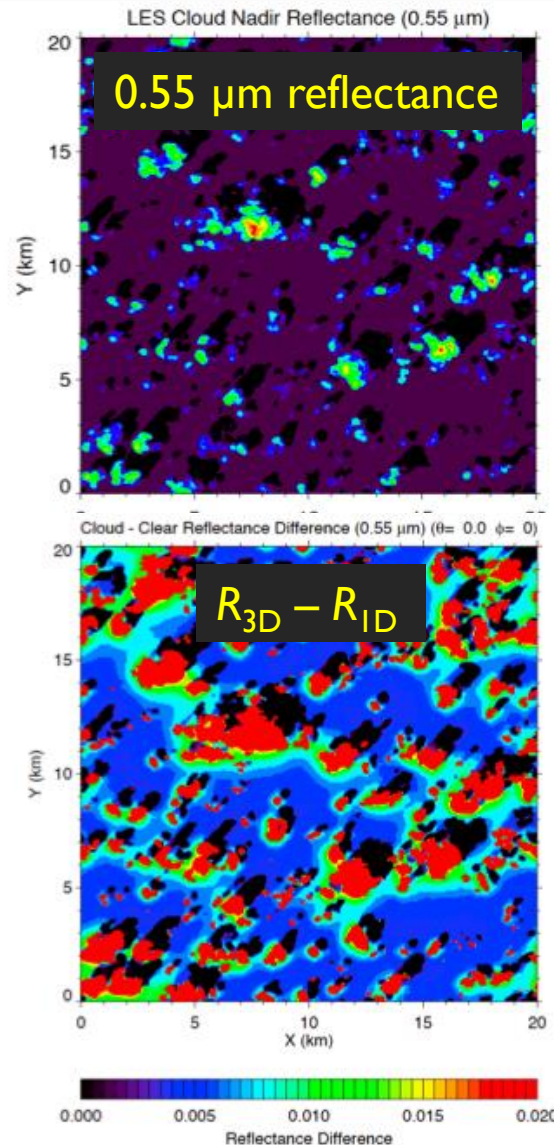 LES Cloud Nadir Reflectance (0.55 μm)
0.55 μm reflectance
20
15
10
5
0
Y (km)
Cloud - Clear Reflectance Difference (0.55 μm) (θ= 0.0 ϕ= 0)
R3D – R1D
20
15
10
5
0
Y (km)
0 5 10 15 20
X (km)
0.000 0.005 0.010 0.015 0.020
Reflectance Difference